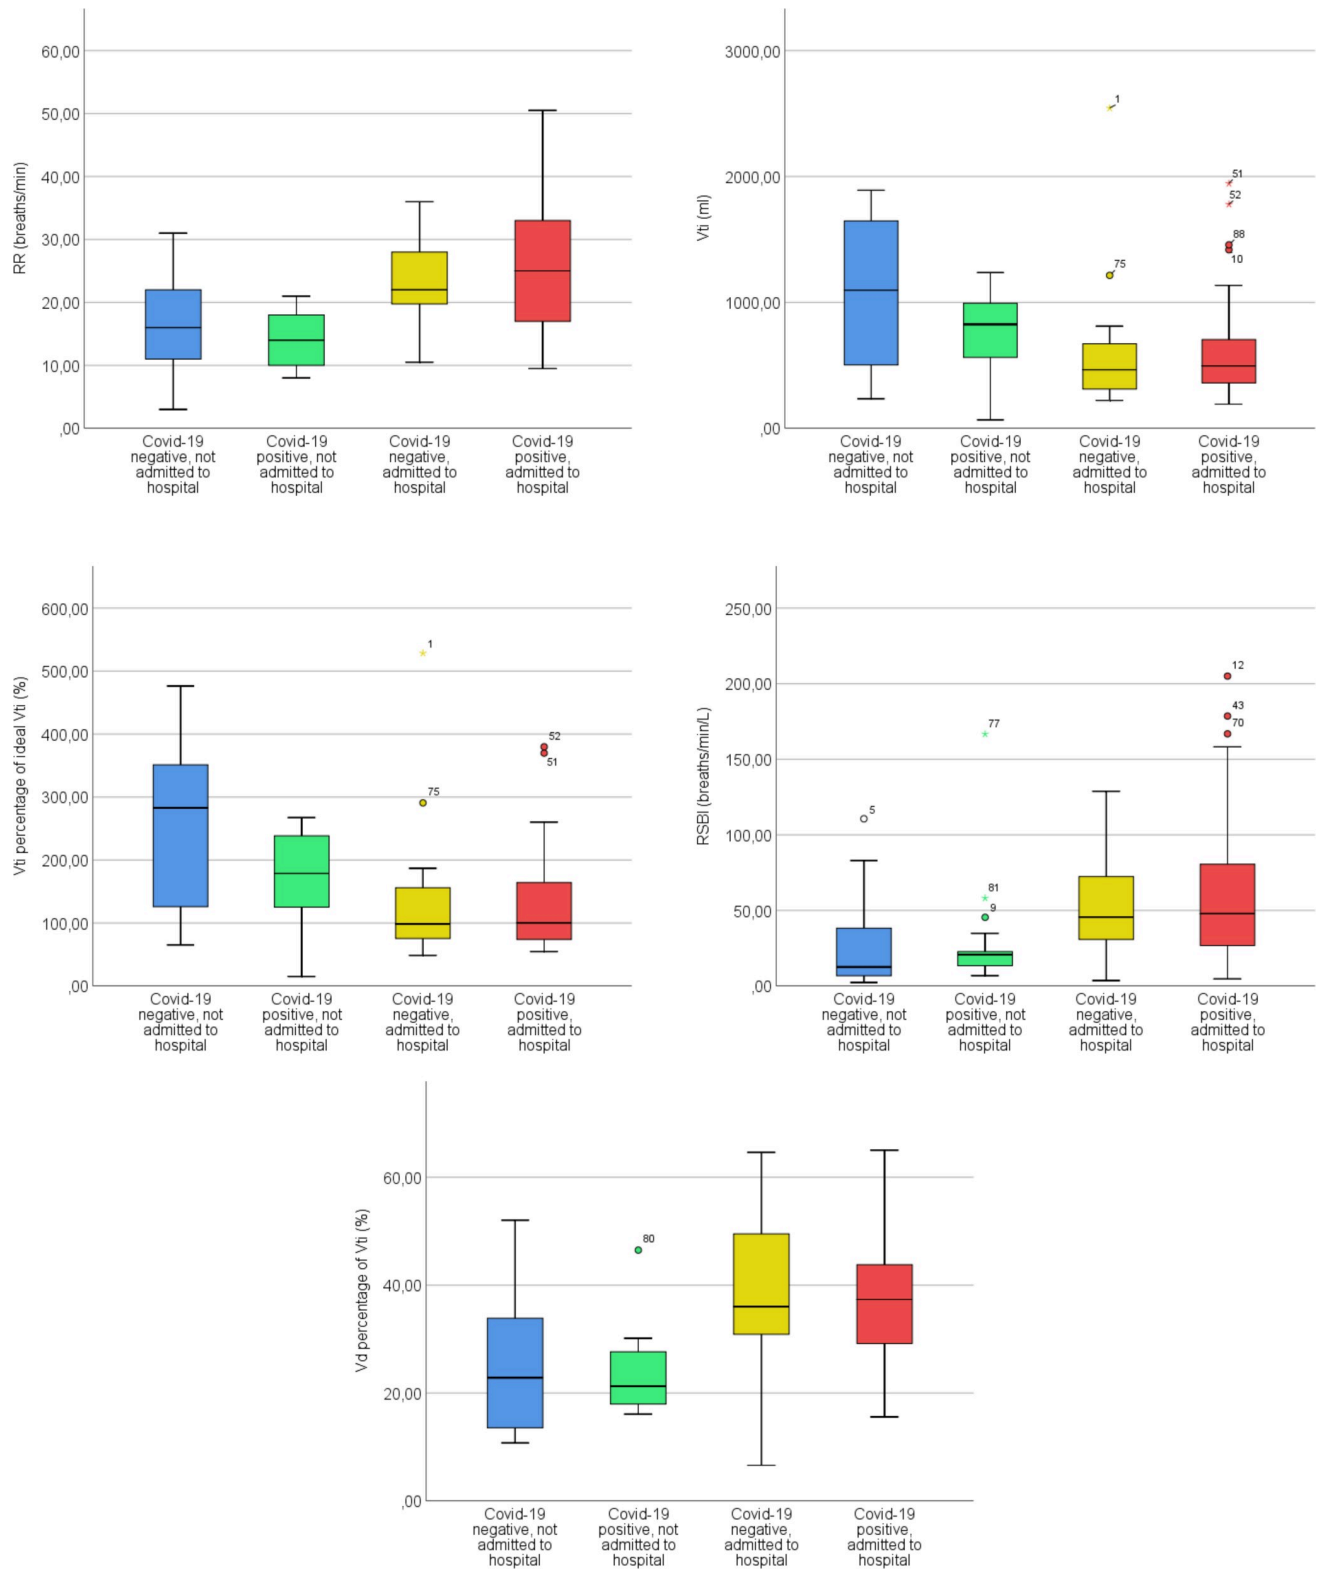 60,00
50,00
40,00
30,00
20,00
10,00
,00
RR (breaths/min)
Covid-19 negative, not admitted to hospital
Covid-19 positive, not admitted to hospital
Covid-19 negative, admitted to hospital
Covid-19 positive, admitted to hospital
3000,00
2000,00
1000,00
,00
Vti (ml)
1
75
51
52
88
10
Covid-19 negative, not admitted to hospital
Covid-19 positive, not admitted to hospital
Covid-19 negative, admitted to hospital
Covid-19 positive, admitted to hospital
600,00
500,00
400,00
300,00
200,00
100,00
,00
Vti percentage of ideal Vti (%)
1
75
52
51
Covid-19 negative, not admitted to hospital
Covid-19 positive, not admitted to hospital
Covid-19 negative, admitted to hospital
Covid-19 positive, admitted to hospital
250,00
200,00
150,00
100,00
50,00
,00
RSBI (breaths/min/L)
5
77
81
9
12
43
70
Covid-19 negative, not admitted to hospital
Covid-19 positive, not admitted to hospital
Covid-19 negative, admitted to hospital
Covid-19 positive, admitted to hospital
60,00
40,00
20,00
,00
Vd percentage of Vti (%)
80
Covid-19 negative, not admitted to hospital
Covid-19 positive, not admitted to hospital
Covid-19 negative, admitted to hospital
Covid-19 positive, admitted to hospital